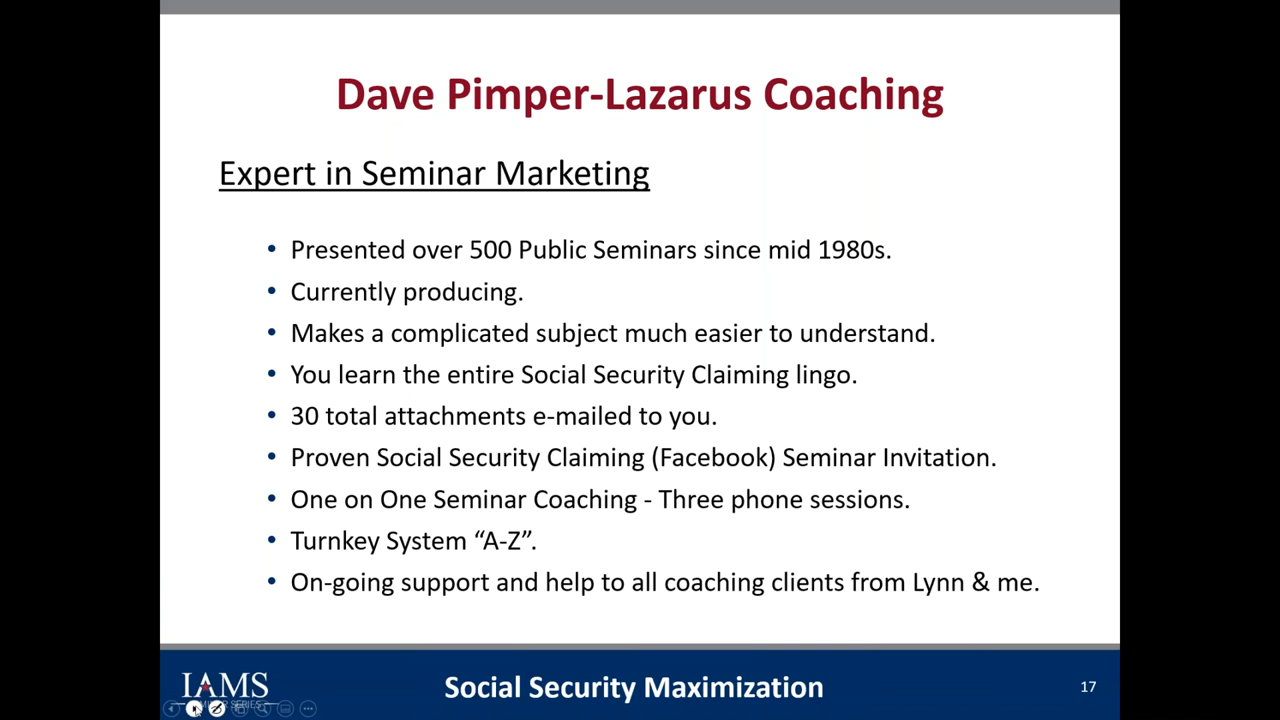 Dave Pimper-Lazarus Coaching
Expert in Seminar Marketing
• Presented over 500 Public Seminars since mid 1980s.
• Currently producing.
• Makes a complicated subject much easier to understand.
• You learn the entire Social Security Claiming lingo.
• 30 total attachments e-mailed to you.
• Proven Social Security Claiming (Facebook) Seminar Invitation.
• One on One Seminar Coaching - Three phone sessions.
• Turnkey System “A-Z”.
• On-going support and help to all coaching clients from Lynn & me.
IAMS
SERIES
Social Security Maximization
17